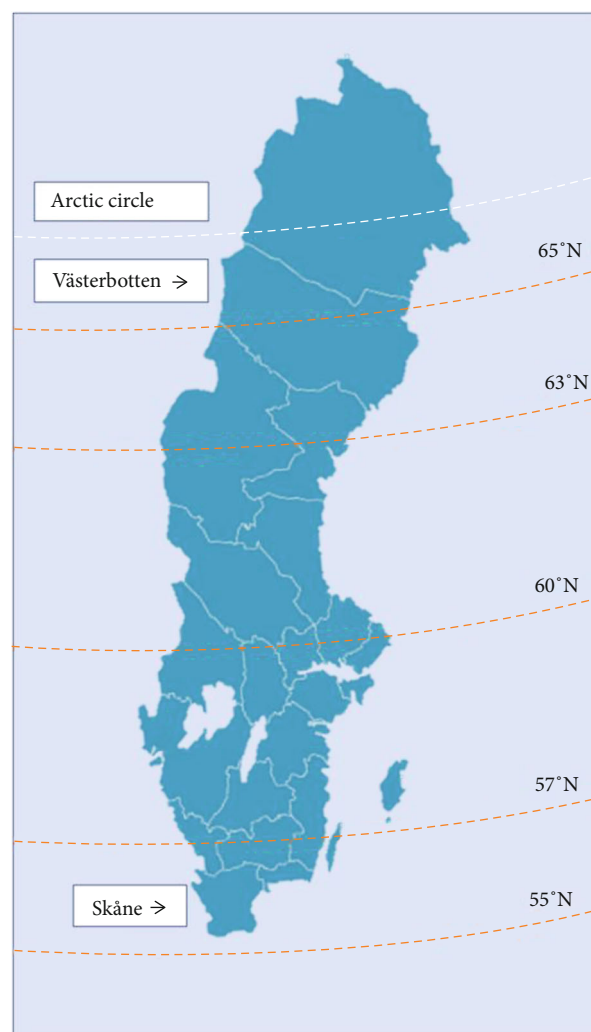 Arctic circle
65°N
Västerbotten →
63°N
60°N
57°N
55°N
Skåne →